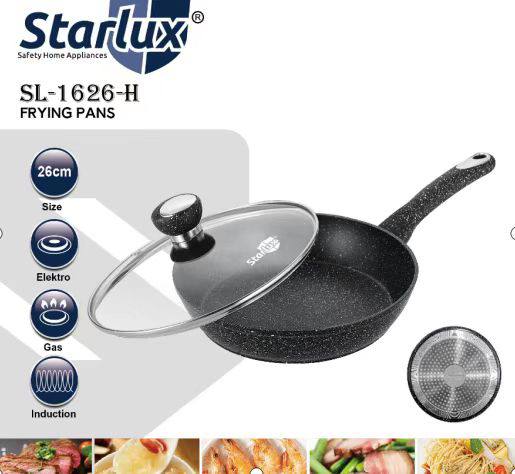 Starlux®
Safety Home Appliances
SL-1626-H
FRYING PANS
26cm
Size
Elektro
Gas
Induction
Starlux